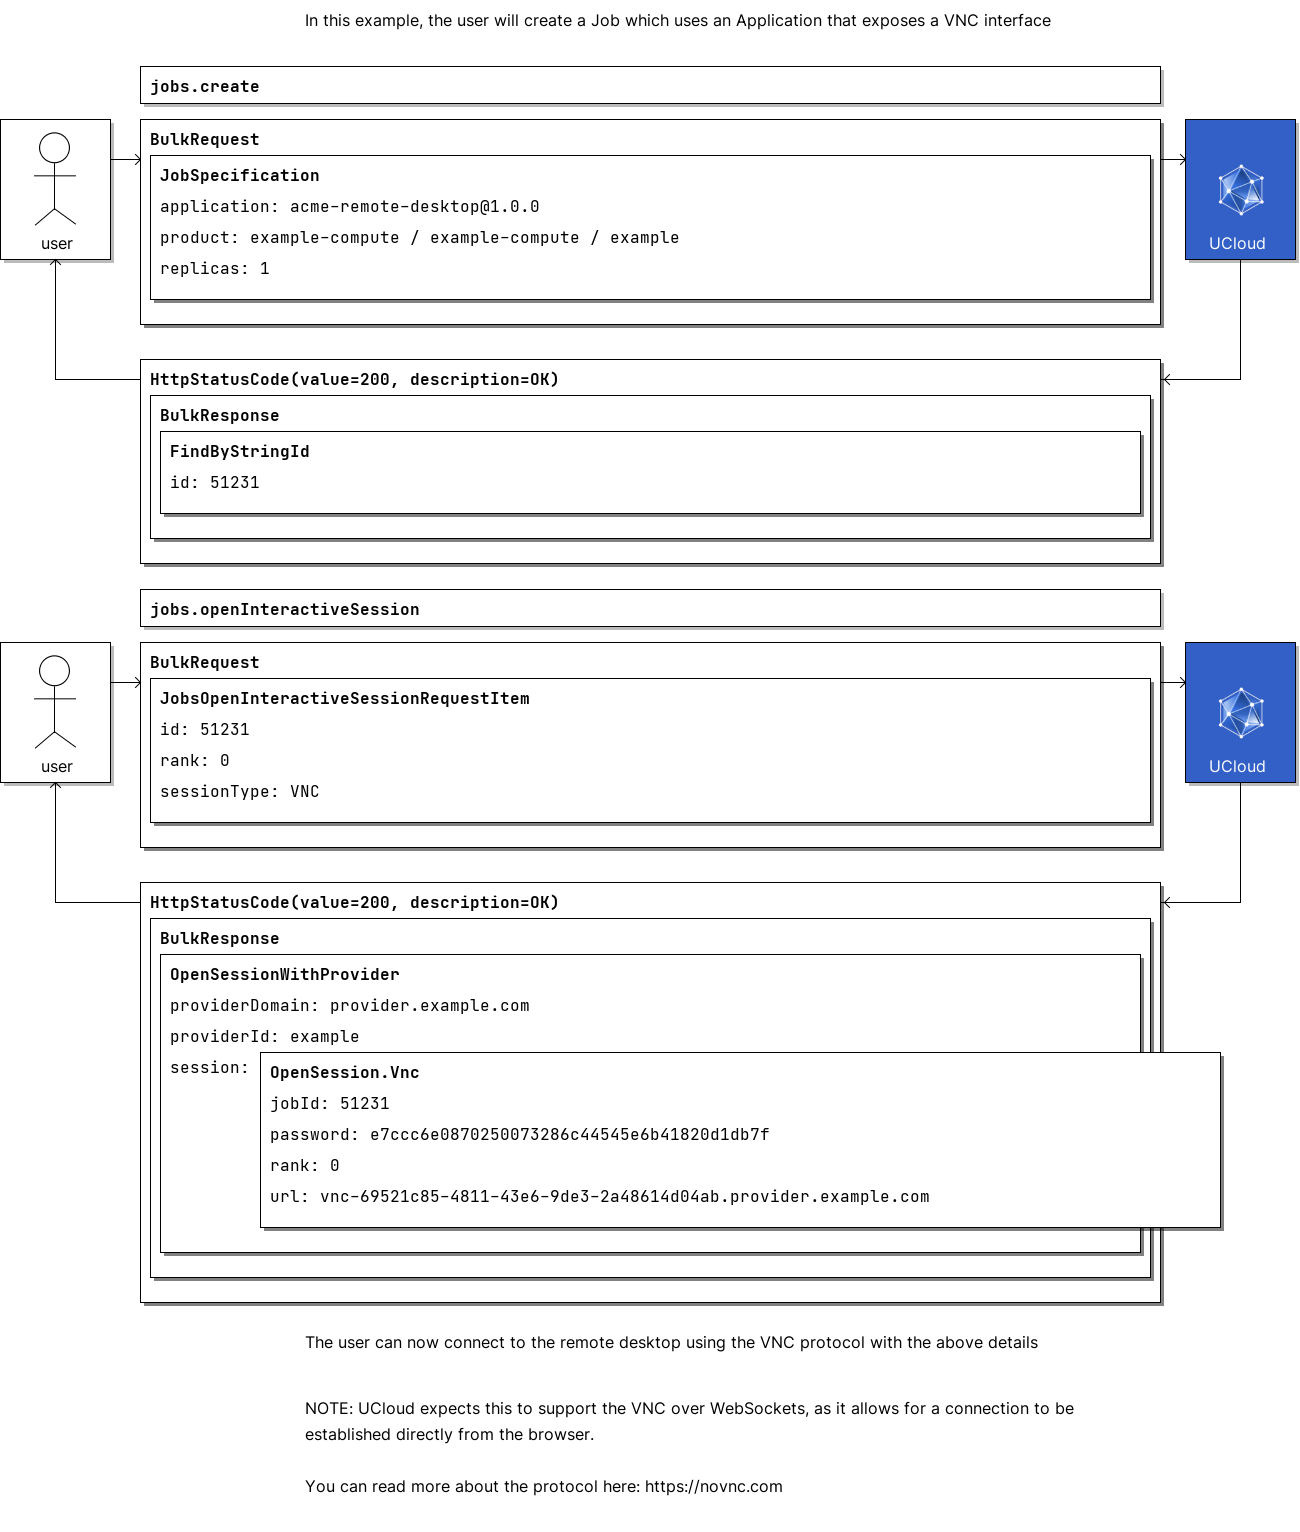 In this example, the user will create a Job which uses an Application that exposes a VNC interface
jobs.create
BulkRequest
JobSpecification
application: acme-remote-desktop@1.0.0
product: example-compute / example-compute / example
replicas: 1
user
UCloud
HttpStatusCode(value=200, description=OK)
BulkResponse
FindByStringId
id: 51231
jobs.openInteractiveSession
BulkRequest
JobsOpenInteractiveSessionRequestItem
id: 51231
rank: 0
sessionType: VNC
user
UCloud
HttpStatusCode(value=200, description=OK)
BulkResponse
OpenSessionWithProvider
providerDomain: provider.example.com
providerId: example
session:
OpenSession.Vnc
jobId: 51231
password: e7ccc6e0870250073286c44545e6b41820d1db7f
rank: 0
url: vnc-69521c85-4811-43e6-9de3-2a48614d04ab.provider.example.com
The user can now connect to the remote desktop using the VNC protocol with the above details
NOTE: UCloud expects this to support the VNC over WebSockets, as it allows for a connection to be
established directly from the browser.
You can read more about the protocol here: https://novnc.com